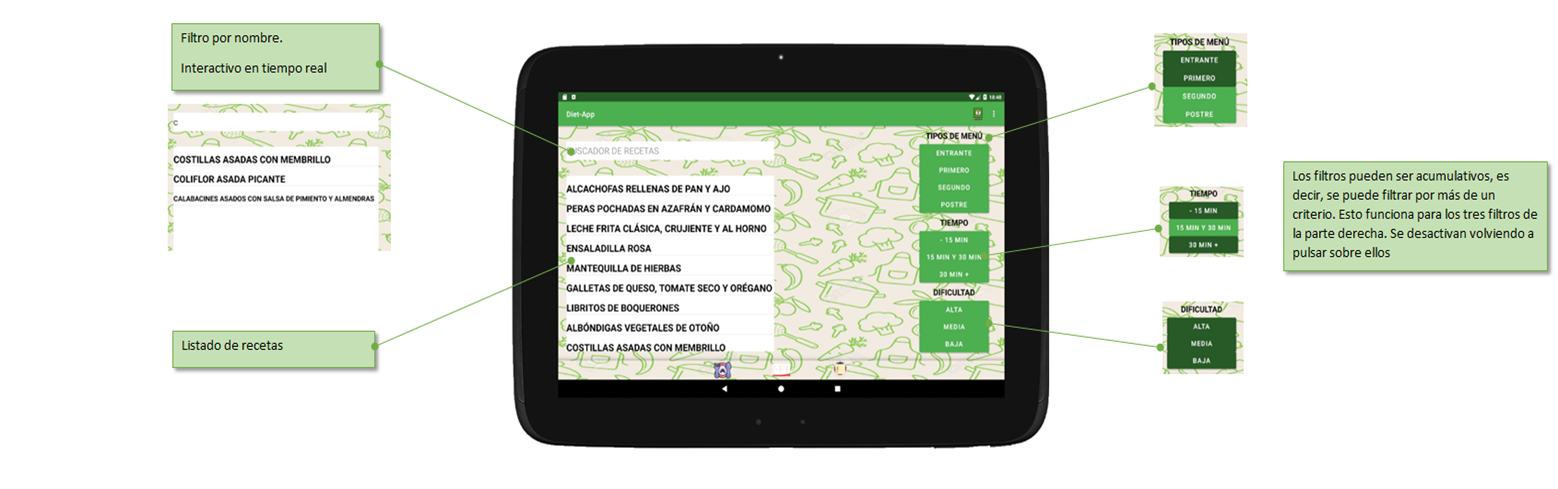 Filtro por nombre.
Interactivo en tiempo real
c
COSTILLAS ASADAS CON MEMBRILLO
COLIFLOR ASADA PICANTE
CALABACINES ASADOS CON SALSA DE PIMIENTO Y ALMENDRAS
Listado de recetas
18:48
Diet-App
BUSCADOR DE RECETAS
ALCACHOFAS RELLENAS DE PAN Y AJO
PERAS POCHADAS EN AZAFRÁN Y CARDAMOMO
LECHE FRITA CLÁSICA, CRUJIENTE Y AL HORNO
ENSALADILLA ROSA
MANTEQUILLA DE HIERBAS
GALLETAS DE QUESO, TOMATE SECO Y ORÉGANO
LIBRITOS DE BOQUERONES
ALBÓNDIGAS VEGETALES DE OTOÑO
COSTILLAS ASADAS CON MEMBRILLO
TIPOS DE MENÚ
ENTRANTE
PRIMERO
SEGUNDO
POSTRE
TIEMPO
- 15 MIN
15 MIN Y 30 MIN
30 MIN +
DIFICULTAD
ALTA
MEDIA
BAJA
TIPOS DE MENÚ
ENTRANTE
PRIMERO
SEGUNDO
POSTRE
TIEMPO
- 15 MIN
15 MIN Y 30 MIN
30 MIN +
DIFICULTAD
ALTA
MEDIA
BAJA
Los filtros pueden ser acumulativos, es
decir, se puede filtrar por más de un
criterio. Esto funciona para los tres filtros de
la parte derecha. Se desactivan volviendo a
pulsar sobre ellos